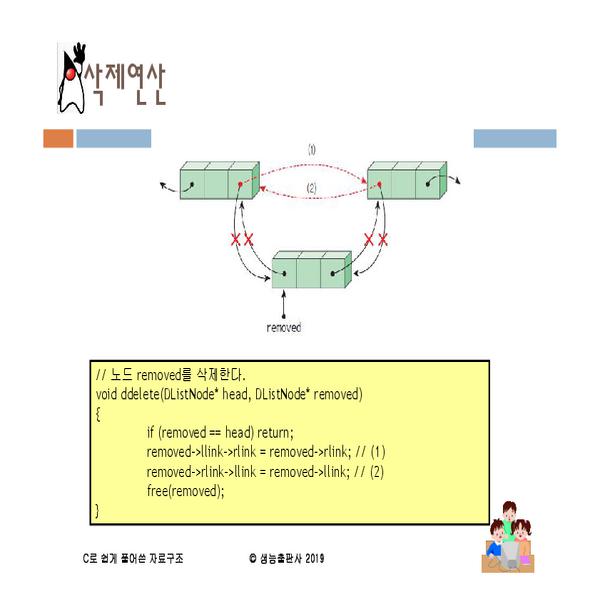 삭제연산
(1)
(2)
removed
// 노드 removed를 삭제한다.
void ddelete(DListNode* head, DListNode* removed)
{
if (removed == head) return;
removed->llink->rlink = removed->rlink; // (1)
removed->rlink->llink = removed->llink; // (2)
free(removed);
}
C로 쉽게 풀어쓴 자료구조
© 생능출판사 2019